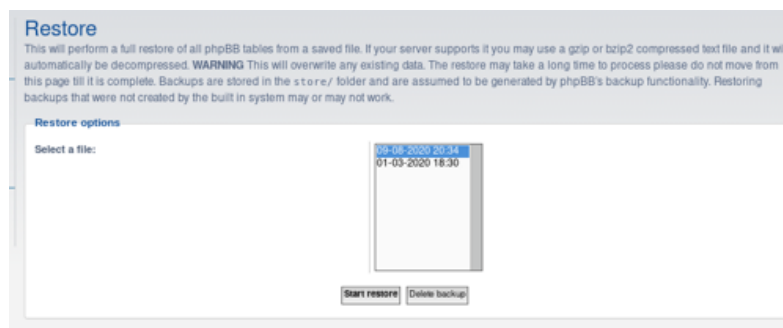 Restore
This will perform a full restore of all phpBB tables from a saved file. If your server supports it you may use a gzip or bzip2 compressed text file and it wi
automatically be decompressed. WARNING This will overwrite any existing data. The restore may take a long time to process please do not move from
this page till it is complete. Backups are stored in the store/ folder and are assumed to be generated by phpBB's backup functionality. Restoring
backups that were not created by the built in system may or may not work.
Restore options
Select a file:
09-08-2020 20:34
01-03-2020 18:30
Start restore Delete backup